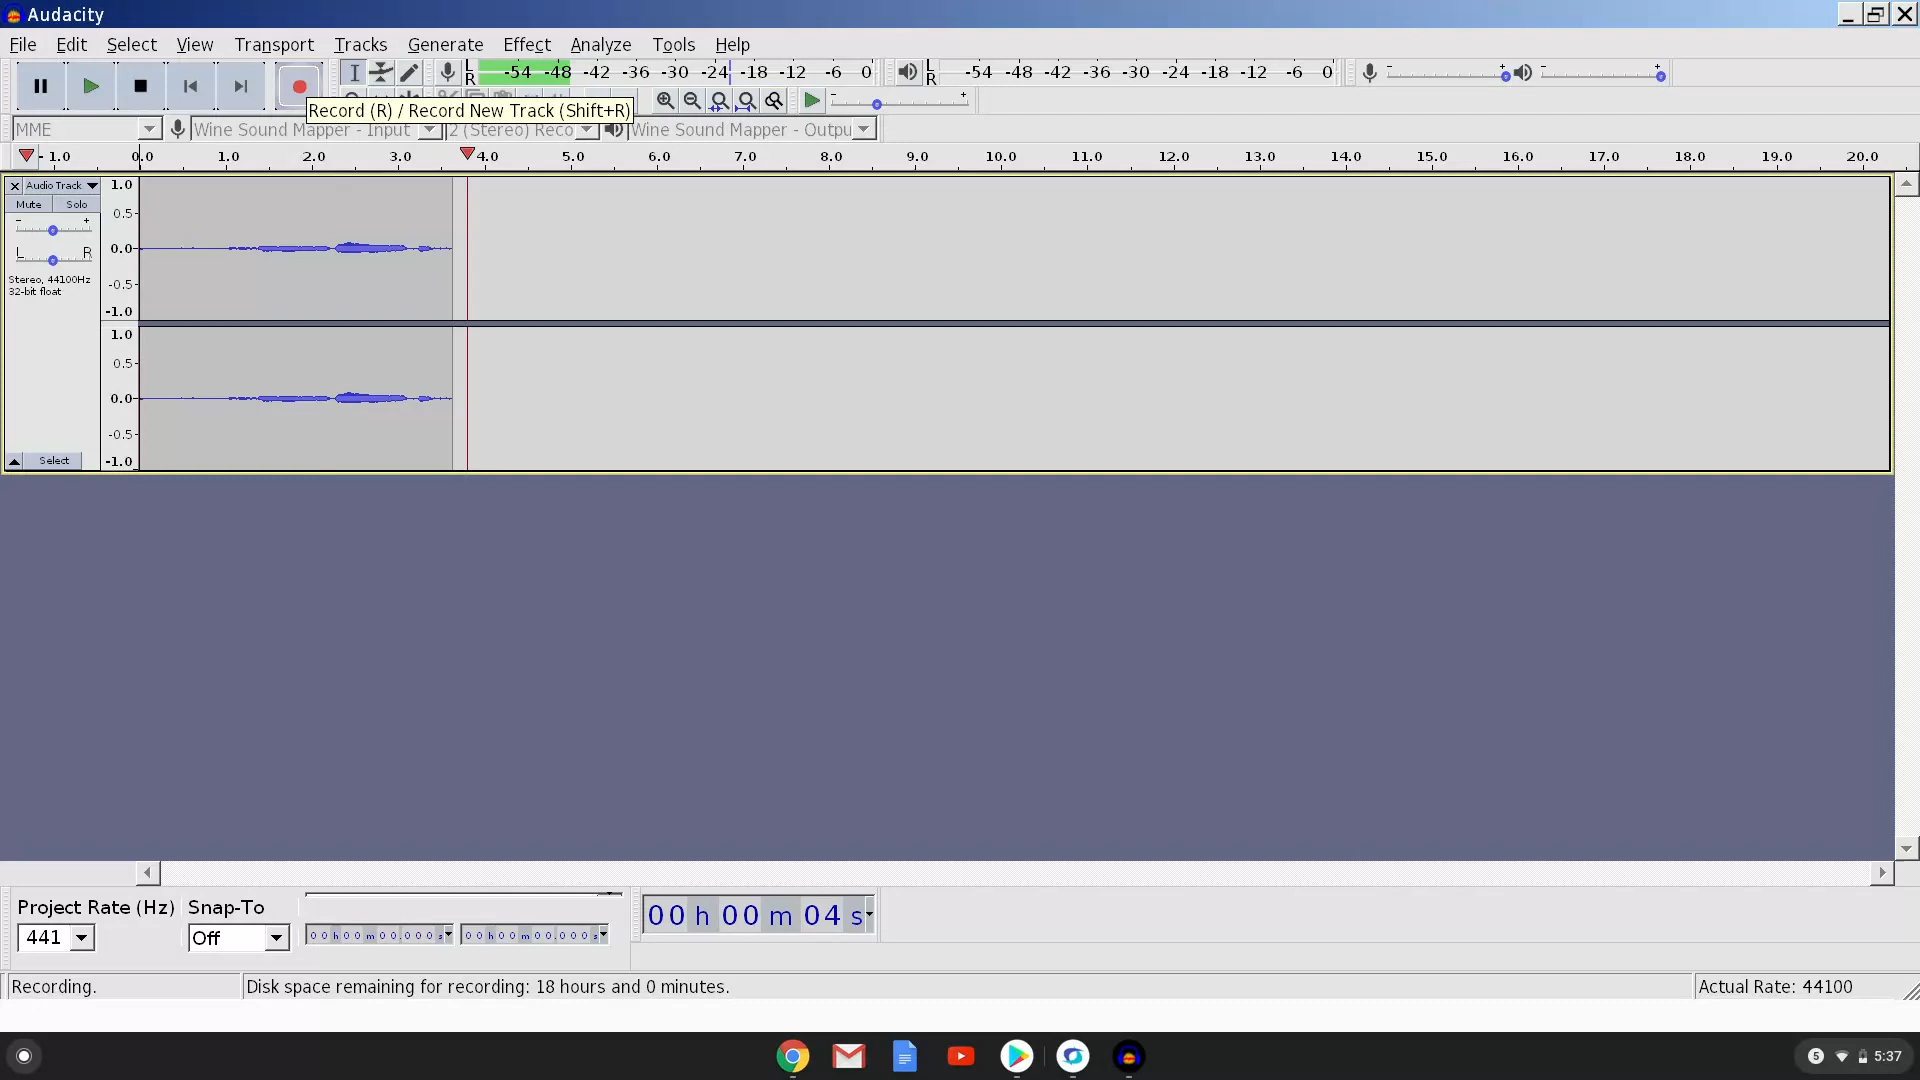 Audacity
File Edit Select View Transport Tracks Generate Effect Analyze Tools Help
L R -54 -48 -42 -36 -30 -24 -18 -12 -6 0
L R -54 -48 -42 -36 -30 -24 -18 -12 -6 0
- +
- +
- +
Record (R) / Record New Track (Shift+R)
MME
Wine Sound Mapper - Input
2 (Stereo) Reco
Wine Sound Mapper - Outpu
- 1.0 0.0 1.0 2.0 3.0 4.0 5.0 6.0 7.0 8.0 9.0 10.0 11.0 12.0 13.0 14.0 15.0 16.0 17.0 18.0 19.0 20.0
Audio Track
Mute Solo
- +
L R
Stereo, 44100Hz
32-bit float
Select
1.0
0.5-
0.0-
-0.5-
-1.0
1.0
0.5-
0.0-
-0.5-
-1.0
Project Rate (Hz) Snap-To
441
Off
00h00m00.000s
00h00m00.000s
00 h 00 m 04 s
Recording.
Disk space remaining for recording: 18 hours and 0 minutes.
Actual Rate: 44100
5
5:37